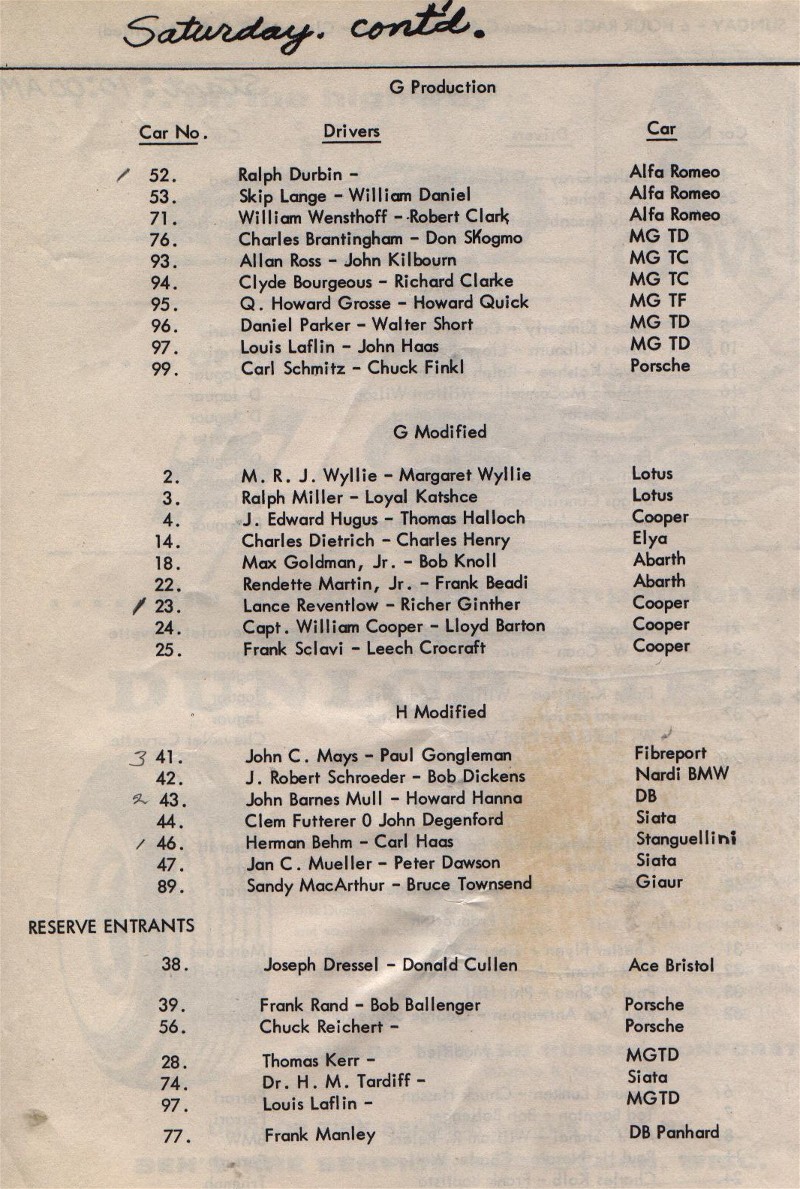 Saturday. cont'd.
G Production
Car No. Drivers Car
/ 52. Ralph Durbin - Alfa Romeo
53. Skip Lange - William Daniel Alfa Romeo
71. William Wensthoff - Robert Clark Alfa Romeo
76. Charles Brantingham - Don SKogmo MG TD
93. Allan Ross - John Kilbourn MG TC
94. Clyde Bourgeous - Richard Clarke MG TC
95. Q. Howard Grosse - Howard Quick MG TF
96. Daniel Parker - Walter Short MG TD
97. Louis Laflin - John Haas MG TD
99. Carl Schmitz - Chuck Finkl Porsche
G Modified
2. M. R. J. Wyllie - Margaret Wyllie Lotus
3. Ralph Miller - Loyal Katshce Lotus
4. J. Edward Hugus - Thomas Halloch Cooper
14. Charles Dietrich - Charles Henry Elya
18. Max Goldman, Jr. - Bob Knoll Abarth
22. Rendette Martin, Jr. - Frank Beadi Abarth
/ 23. Lance Reventlow - Richer Ginther Cooper
24. Capt. William Cooper - Lloyd Barton Cooper
25. Frank Sclavi - Leech Crocraft Cooper
H Modified
3 41. John C. Mays - Paul Gongleman Fibreport
42. J. Robert Schroeder - Bob Dickens Nardi BMW
2 43. John Barnes Mull - Howard Hanna DB
44. Clem Futterer 0 John Degenford Siata
/ 46. Herman Behm - Carl Haas Stanguellini
47. Jan C. Mueller - Peter Dawson Siata
89. Sandy MacArthur - Bruce Townsend Giaur
RESERVE ENTRANTS
38. Joseph Dressel - Donald Cullen Ace Bristol
39. Frank Rand - Bob Ballenger Porsche
56. Chuck Reichert - Porsche
28. Thomas Kerr - MGTD
74. Dr. H. M. Tardiff - Siata
97. Louis Laflin - MGTD
77. Frank Manley DB Panhard